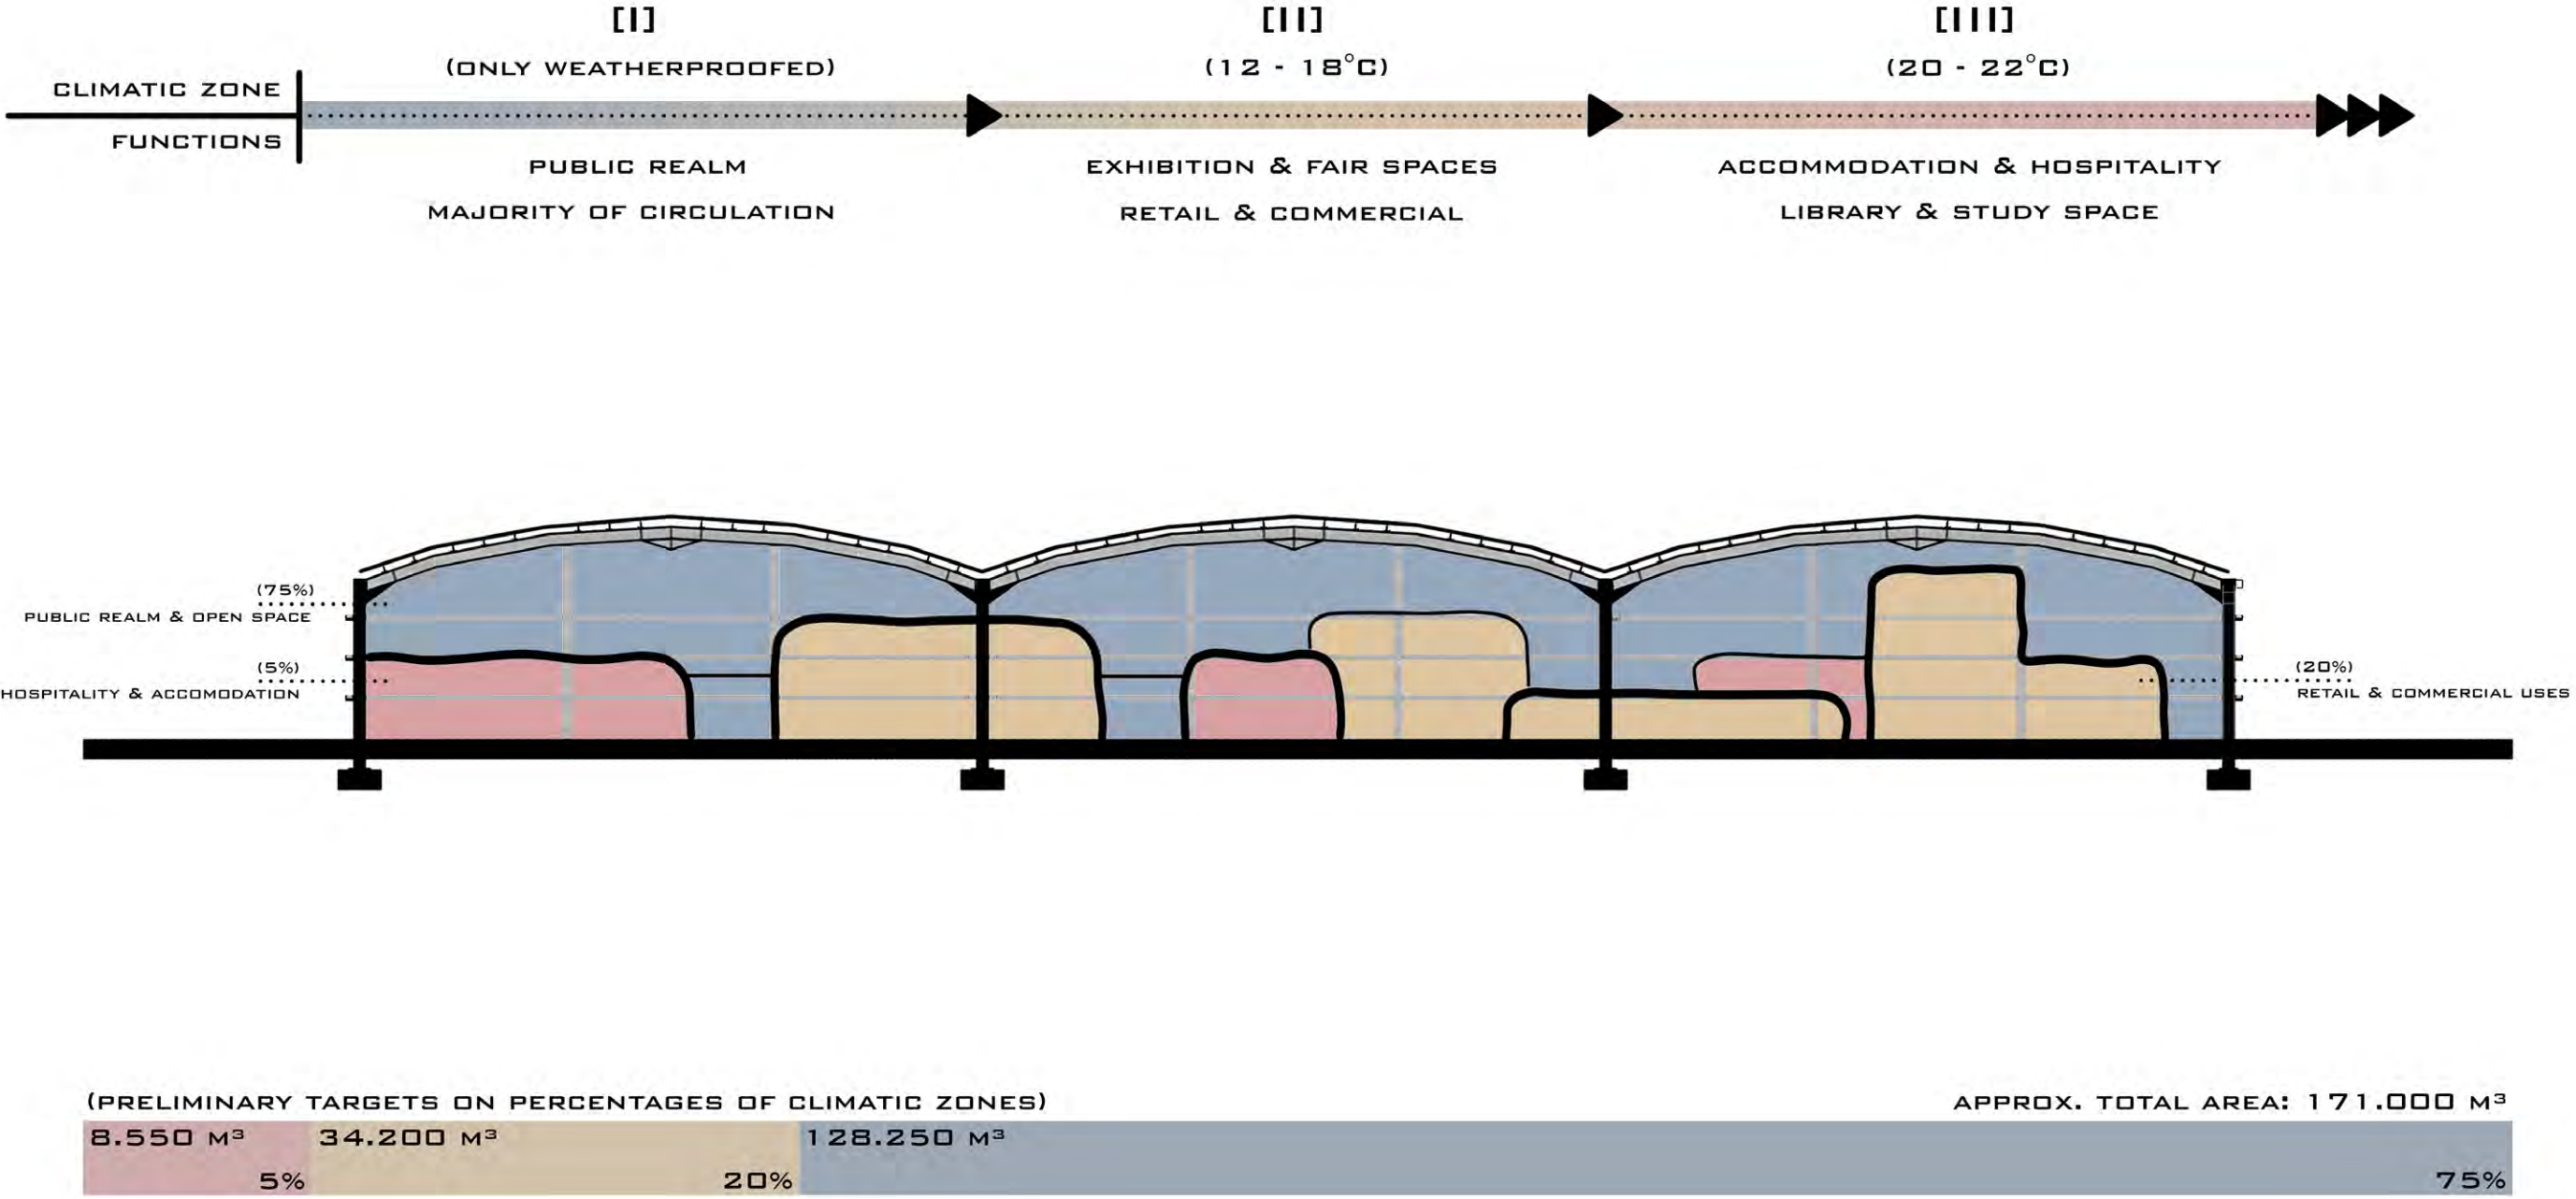 [I]
[II]
[III]
(ONLY WEATHERPROOFED)
(12 - 18°C)
(20 - 22°C)
CLIMATIC ZONE
FUNCTIONS
PUBLIC REALM
EXHIBITION & FAIR SPACES
ACCOMMODATION & HOSPITALITY
MAJORITY OF CIRCULATION
RETAIL & COMMERCIAL
LIBRARY & STUDY SPACE
(75%)
PUBLIC REALM & OPEN SPACE
(5%)
HOSPITALITY & ACCOMODATION
(20%)
RETAIL & COMMERCIAL USES
(PRELIMINARY TARGETS ON PERCENTAGES OF CLIMATIC ZONES)
APPROX. TOTAL AREA: 171.000 M³
8.550 M³
34.200 M³
128.250 M³
5%
20%
75%